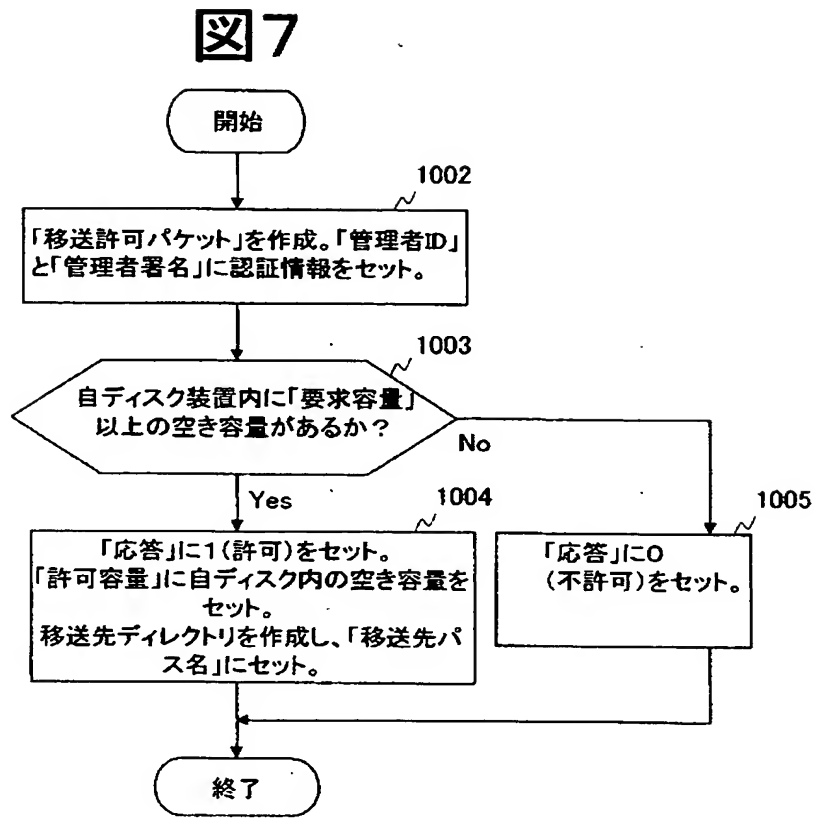 図7
開始
1002
「移送許可パケット」を作成。「管理者ID」
と「管理者署名」に認証情報をセット。
1003
自ディスク装置内に「要求容量」
以上の空き容量があるか？
No
Yes
1004
「応答」に1(許可)をセット。
「許可容量」に自ディスク内の空き容量を
セット。
移送先ディレクトリを作成し、「移送先パ
ス名」にセット。
1005
「応答」に0
(不許可)をセット。
終了